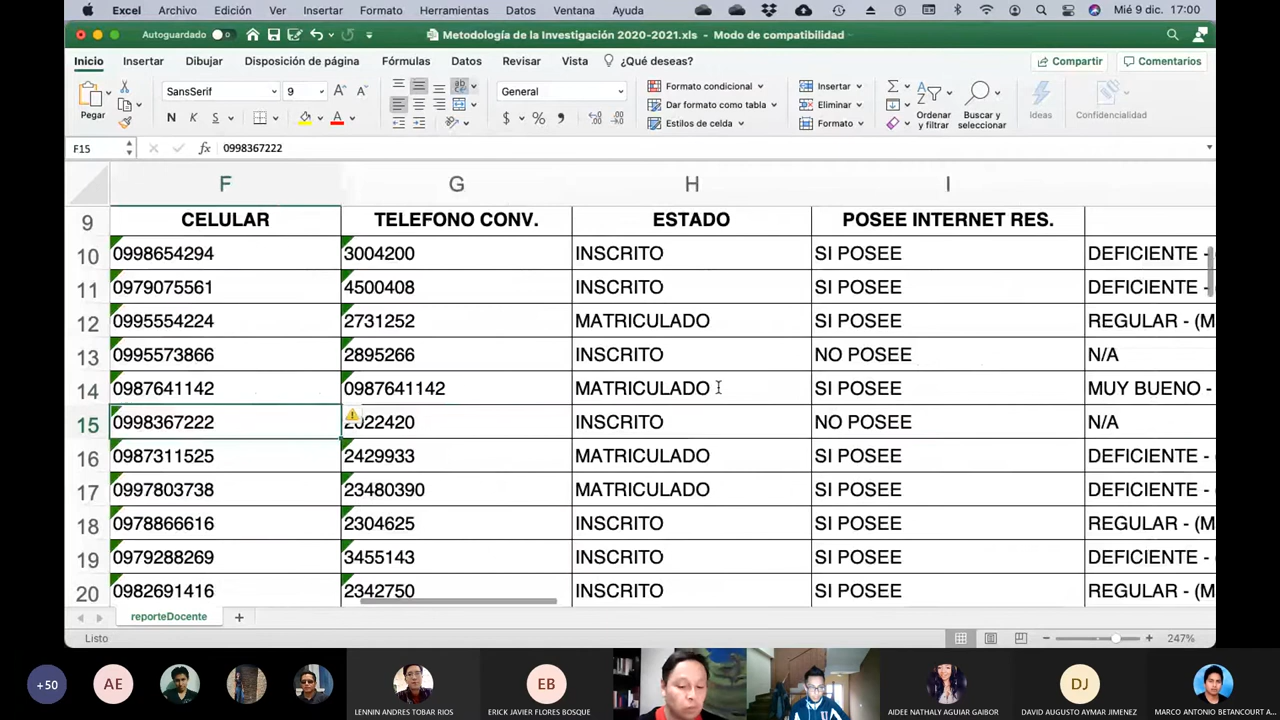 Excel Archivo Edición Ver Insertar Formato Herramientas Datos Ventana Ayuda Mié 9 dic. 17:00
Autoguardado Metodología de la Investigación 2020-2021.xls - Modo de compatibilidad
Inicio Insertar Dibujar Disposición de página Fórmulas Datos Revisar Vista ¿Qué deseas? Compartir Comentarios
Pegar SansSerif 9 General Formato condicional Insertar
Dar formato como tabla Eliminar
N K S Estilos de celda Formato
Ordenar y filtrar Buscar y seleccionar Ideas Confidencialidad
F15 fx 0998367222
F G H I
9 CELULAR TELEFONO CONV. ESTADO POSEE INTERNET RES.
10 0998654294 3004200 INSCRITO SI POSEE DEFICIENTE -
11 0979075561 4500408 INSCRITO SI POSEE DEFICIENTE -
12 0995554224 2731252 MATRICULADO SI POSEE REGULAR - (M
13 0995573866 2895266 INSCRITO NO POSEE N/A
14 0987641142 0987641142 MATRICULADO SI POSEE MUY BUENO -
15 0998367222 2022420 INSCRITO NO POSEE N/A
16 0987311525 2429933 MATRICULADO SI POSEE DEFICIENTE -
17 0997803738 23480390 MATRICULADO SI POSEE DEFICIENTE -
18 0978866616 2304625 INSCRITO SI POSEE REGULAR - (M
19 0979288269 3455143 INSCRITO SI POSEE DEFICIENTE -
20 0982691416 2342750 INSCRITO SI POSEE REGULAR - (M
reporteDocente +
Listo 247%
+50 AE EB DJ
LENNIN ANDRES TOBAR RIOS ERICK JAVIER FLORES BOSQUE AIDEE NATHALY AGUIAR GAIBOR DAVID AUGUSTO AYMAR JIMENEZ MARCO ANTONIO BETANCOURT A...